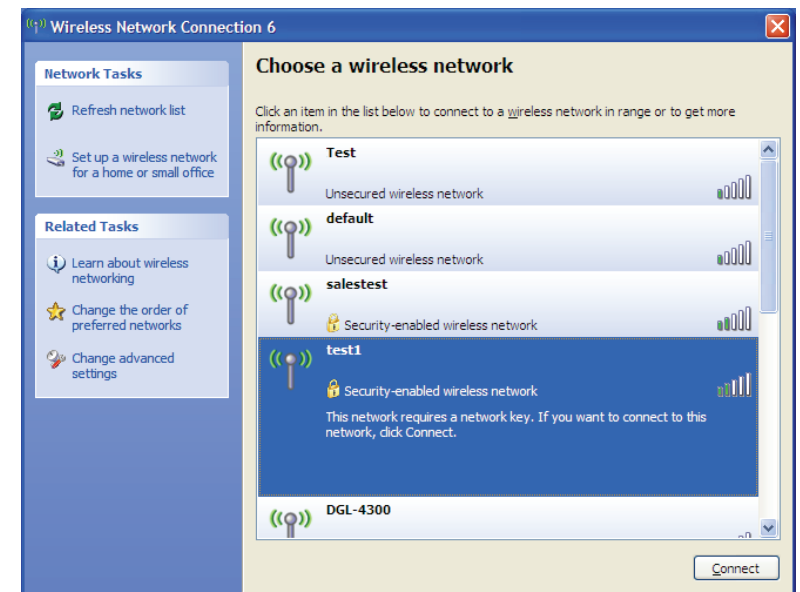 Wireless Network Connection 6
Network Tasks
Refresh network list
Set up a wireless network
for a home or small office
Related Tasks
Learn about wireless
networking
Change the order of
preferred networks
Change advanced
settings
Choose a wireless network
Click an item in the list below to connect to a wireless network in range or to get more
information.
Test
Unsecured wireless network
default
Unsecured wireless network
salestest
Security-enabled wireless network
test1
Security-enabled wireless network
This network requires a network key. If you want to connect to this
network, click Connect.
DGL-4300
Connect